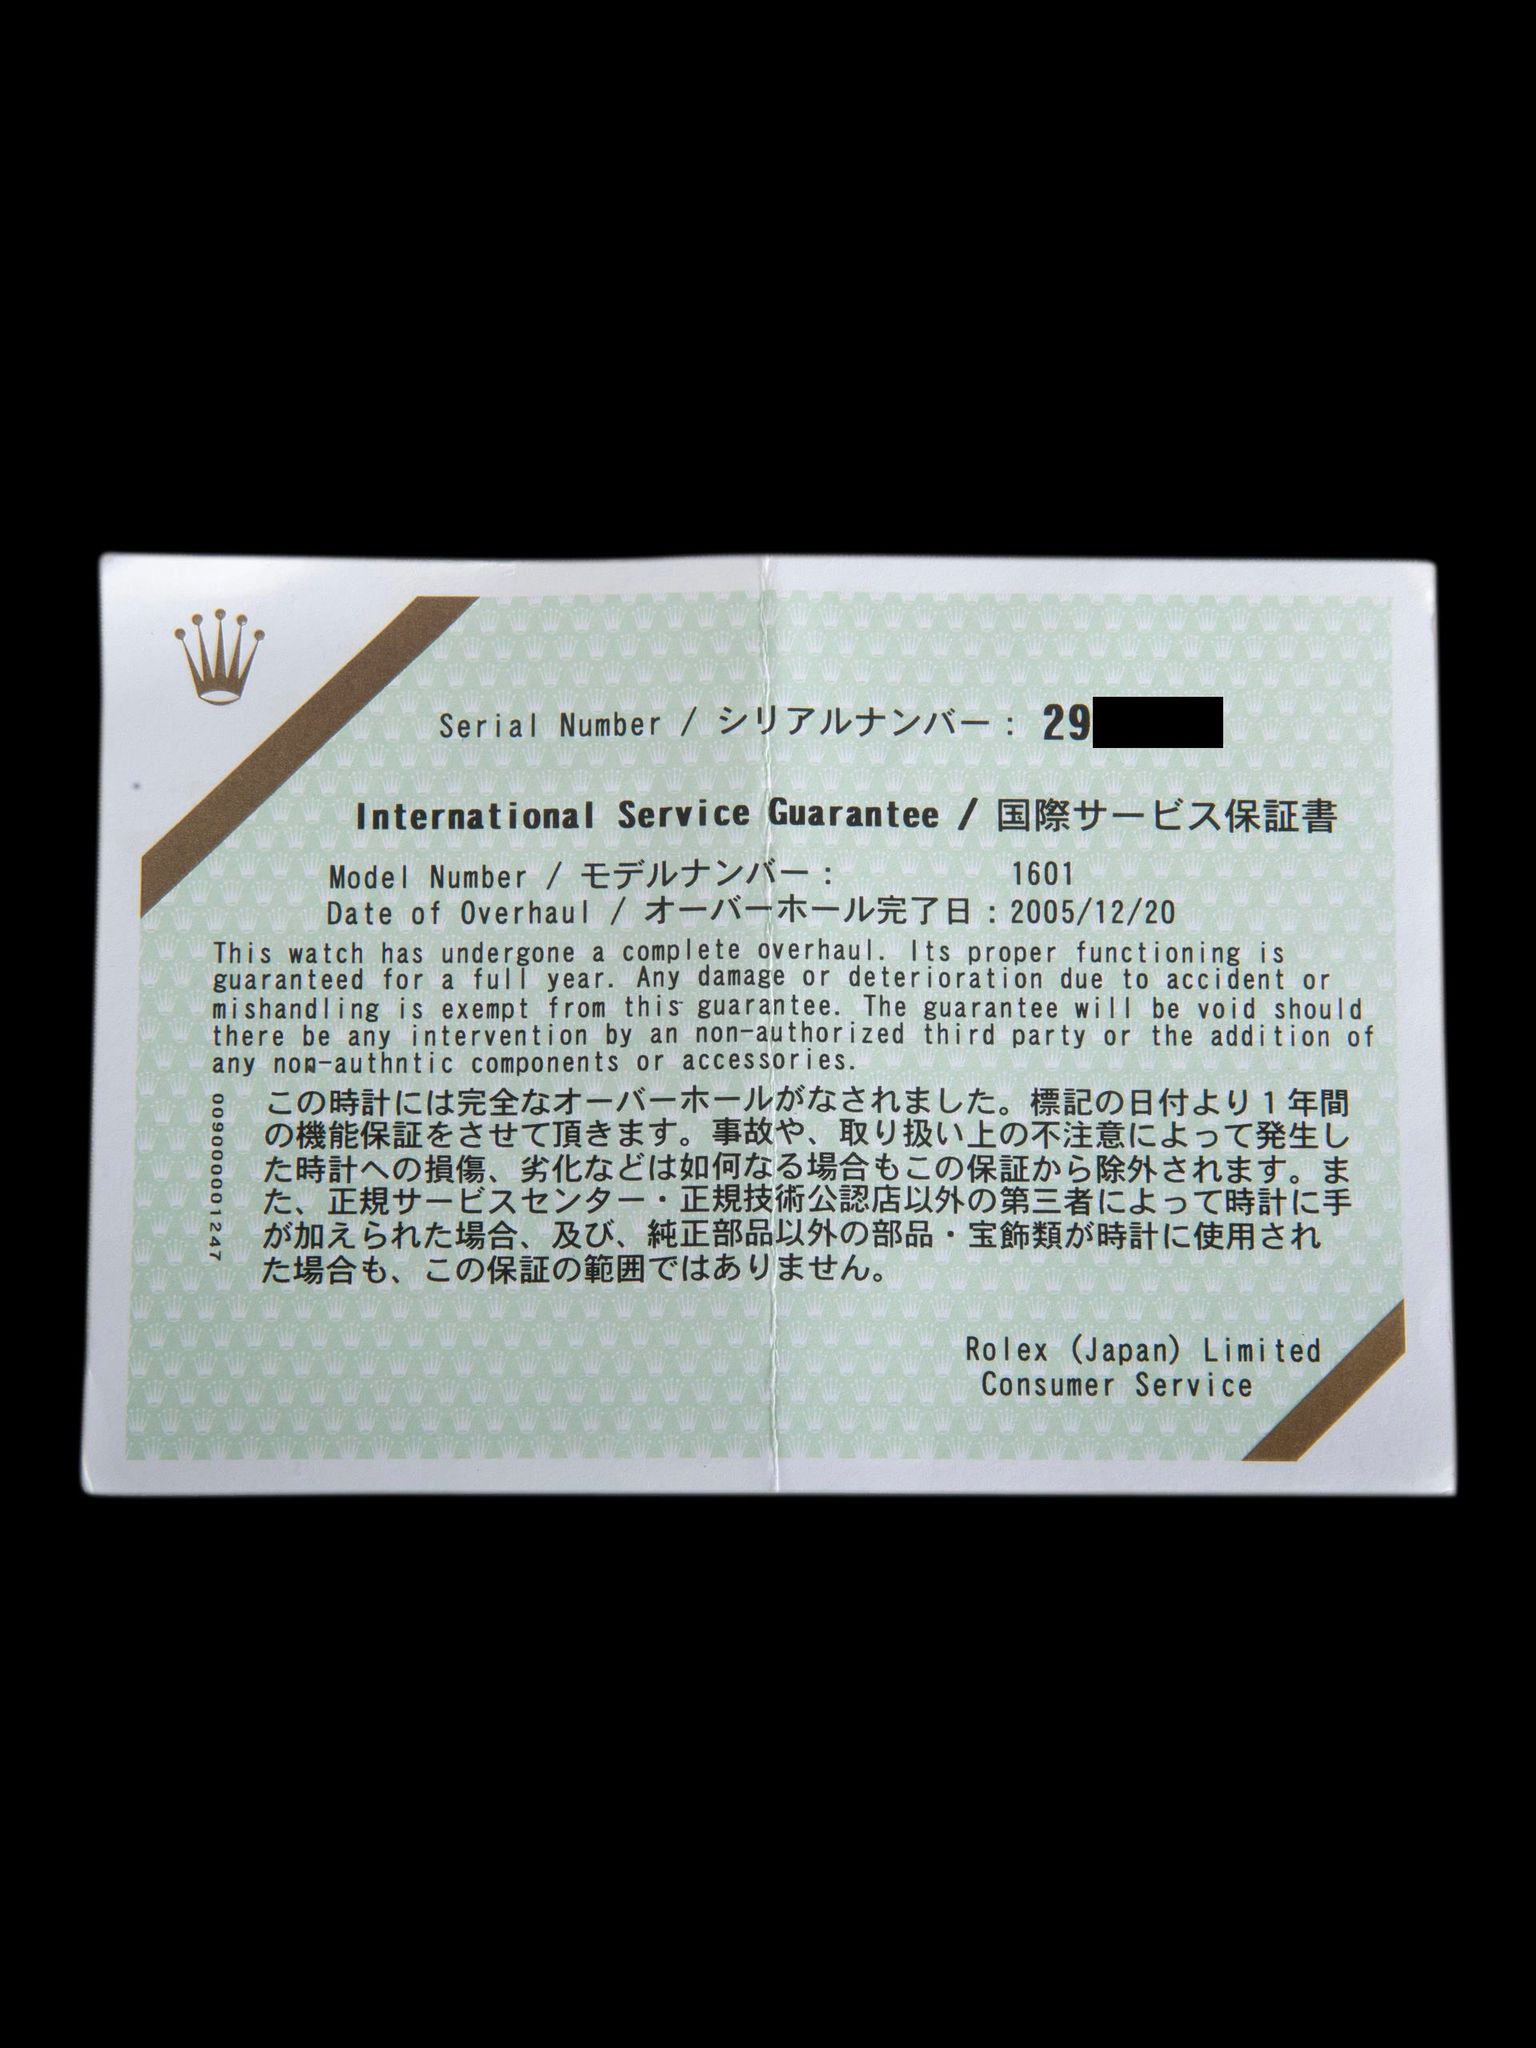 Serial Number / シリアルナンバー : 29
International Service Guarantee / 国際サービス保証書
Model Number / モデルナンバー : 1601
Date of Overhaul / オーバーホール完了日 : 2005/12/20
This watch has undergone a complete overhaul. Its proper functioning is
guaranteed for a full year. Any damage or deterioration due to accident or
mishandling is exempt from this guarantee. The guarantee will be void should
there be any intervention by an non-authorized third party or the addition of
any non-authntic components or accessories.
この時計には完全なオーバーホールがなされました。標記の日付より1年間
の機能保証をさせて頂きます。事故や、取り扱い上の不注意によって発生し
た時計への損傷、劣化などは如何なる場合もこの保証から除外されます。ま
た、正規サービスセンター・正規技術公認店以外の第三者によって時計に手
が加えられた場合、及び、純正部品以外の部品・宝飾類が時計に使用され
た場合も、この保証の範囲ではありません。
009000001247
Rolex (Japan) Limited
Consumer Service